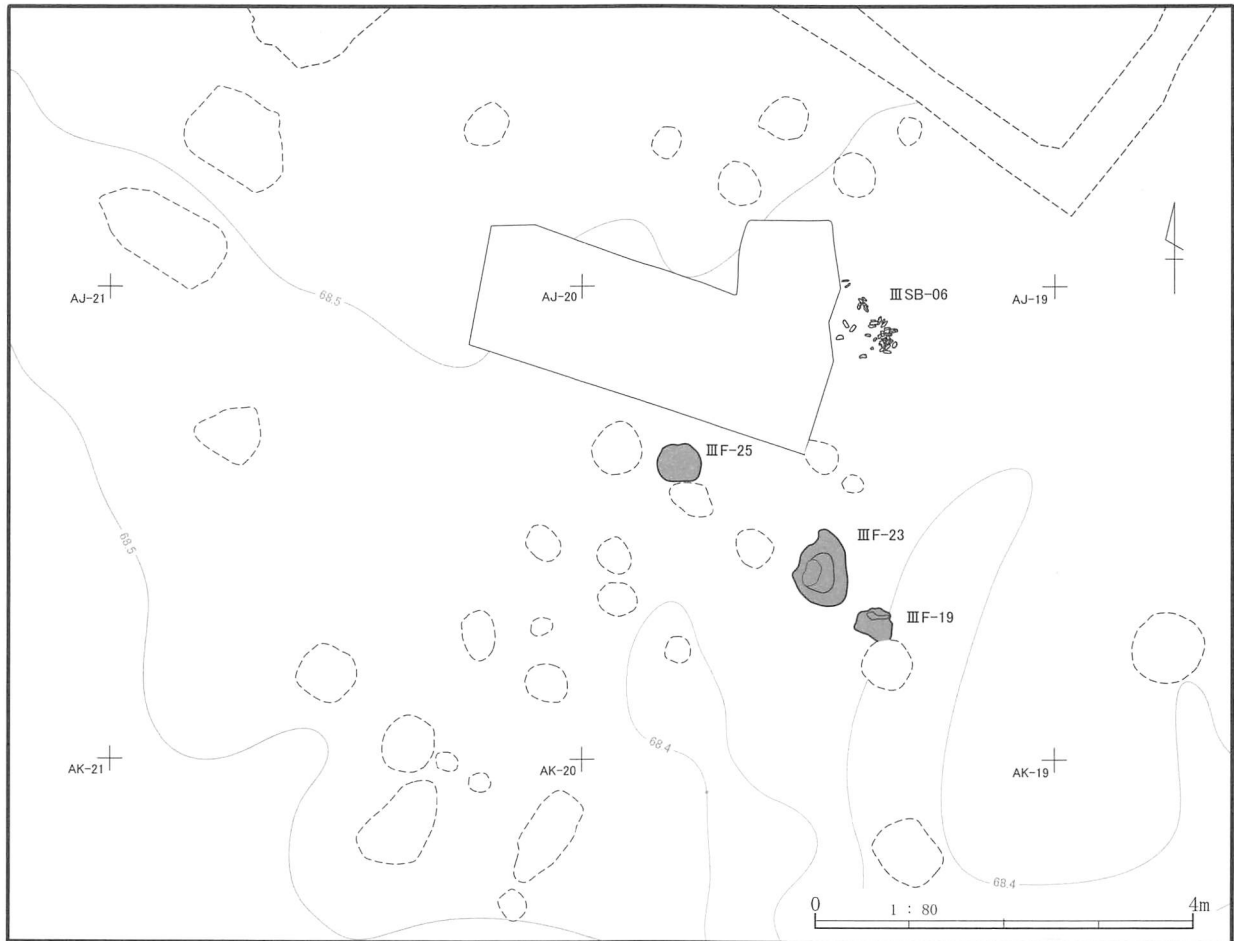 AJ-21
68.5
AJ-20
ⅢSB-06
AJ-19
ⅢF-25
68.5
ⅢF-23
ⅢF-19
68.4
AK-21
AK-20
AK-19
68.4
0
1 : 80
4m